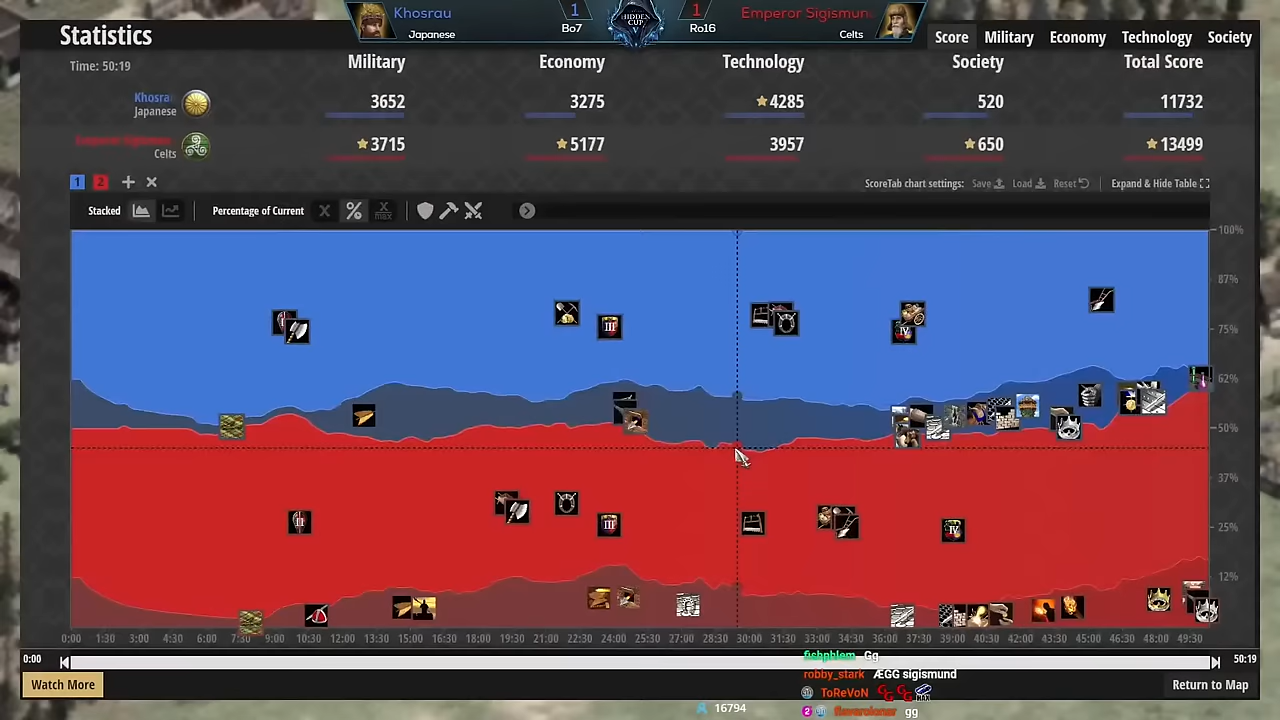 Khosrau 1 HIDDEN CUP 1 Emperor Sigismun
Japanese Bo7 Ro16 Celts
Statistics Score Military Economy Technology Society
Time: 50:19 Military Economy Technology Society Total Score
Khosra
Japanese 3652 3275 4285 520 11732
Emperor Sigismun
Celts 3715 5177 3957 650 13499
1 2 ScoreTab chart settings: Save Load Reset Expand & Hide Table
Stacked Percentage of Current X % X max
100%
87%
75%
62%
50%
37%
25%
12%
0:00 1:30 3:00 4:30 6:00 7:30 9:00 10:30 12:00 13:30 15:00 16:30 18:00 19:30 21:00 22:30 24:00 25:30 27:00 28:30 30:00 31:30 33:00 34:30 36:00 37:30 39:00 40:30 42:00 43:30 45:00 46:30 48:00 49:30
0:00 50:19
fishphlem Gg
robby_stark ÆGG sigismund
ToReVoN
gg
Watch More Return to Map
16794